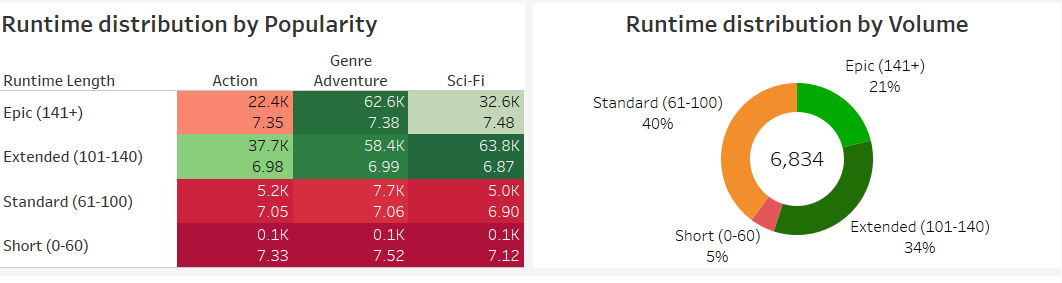 Runtime distribution by Popularity
Genre
Runtime Length Action Adventure Sci-Fi
Epic (141+) 22.4K 62.6K 32.6K
7.35 7.38 7.48
Extended (101-140) 37.7K 58.4K 63.8K
6.98 6.99 6.87
Standard (61-100) 5.2K 7.7K 5.0K
7.05 7.06 6.90
Short (0-60) 0.1K 0.1K 0.1K
7.33 7.52 7.12
Runtime distribution by Volume
Epic (141+)
21%
Standard (61-100)
40%
6,834
Short (0-60)
5%
Extended (101-140)
34%